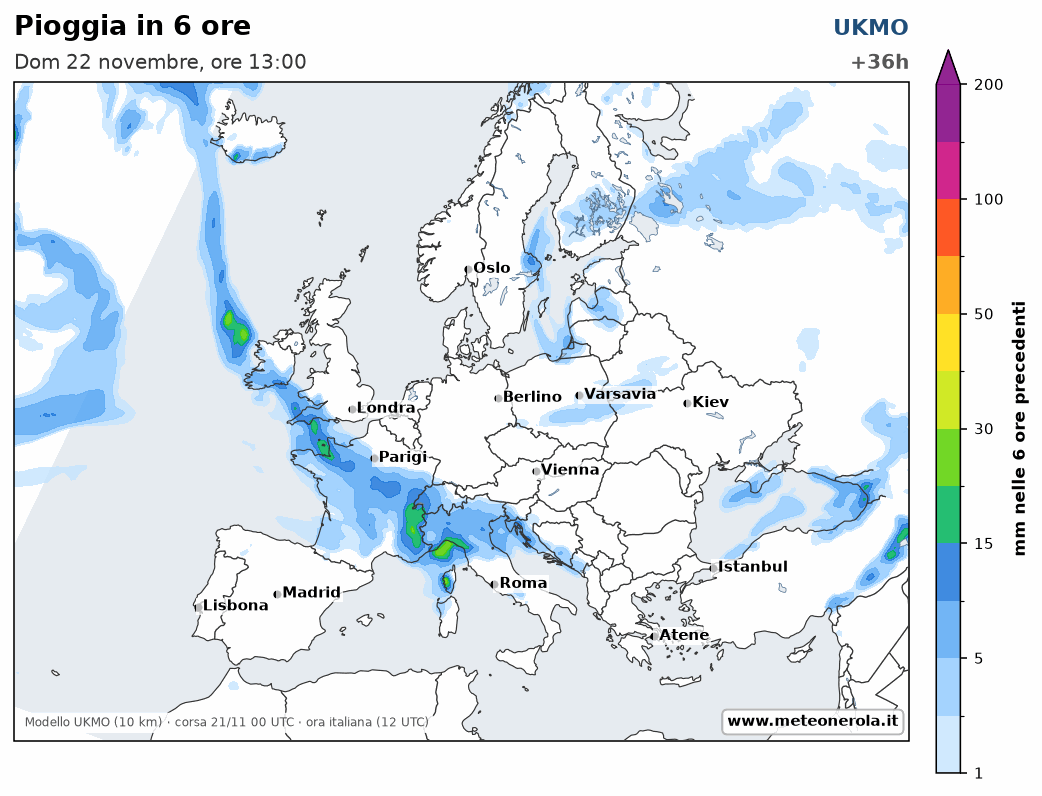 Pioggia in 6 ore
UKMO
Dom 22 novembre, ore 13:00
+36h
200
100
50
30
15
5
1
mm nelle 6 ore precedenti
Oslo
Berlino
Varsavia
Kiev
Londra
Parigi
Vienna
Istanbul
Roma
Madrid
Lisbona
Atene
Modello UKMO (10 km) · corsa 21/11 00 UTC · ora italiana (12 UTC)
www.meteonerola.it